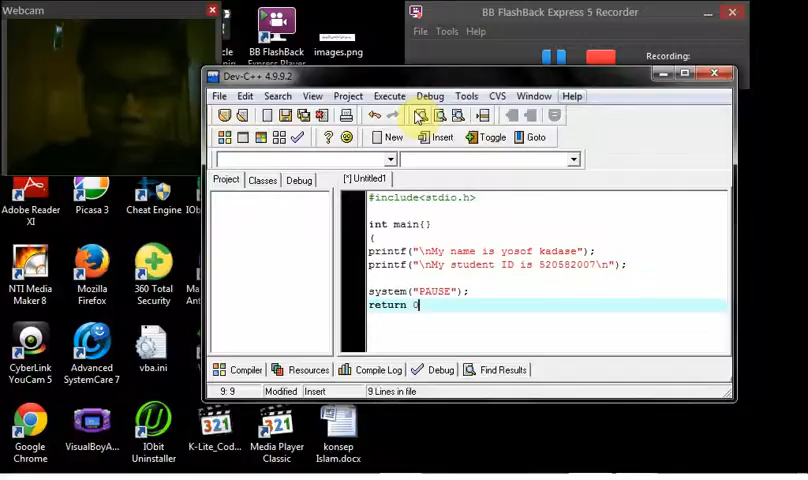 Webcam
BB FlashBack
Express Player
images.png
BB FlashBack Express 5 Recorder
File Tools Help
Recording:
Dev-C++ 4.9.9.2
File Edit Search View Project Execute Debug Tools CVS Window Help
New Insert Toggle Goto
Project Classes Debug
[*] Untitled1
#include<stdio.h>
int main{}
{
printf("\nMy name is yosof kadase");
printf("\nMy student ID is 520582007\n");
system("PAUSE");
return 0
Compiler Resources Compile Log Debug Find Results
9: 9 Modified Insert 9 Lines in file
Adobe Reader
XI
Picasa 3
Cheat Engine
NTI Media
Maker 8
Mozilla
Firefox
360 Total
Security
CyberLink
YouCam 5
Advanced
SystemCare 7
vba.ini
Google
Chrome
VisualBoyA...
IObit
Uninstaller
K-Lite_Cod...
Media Player
Classic
konsep
Islam.docx